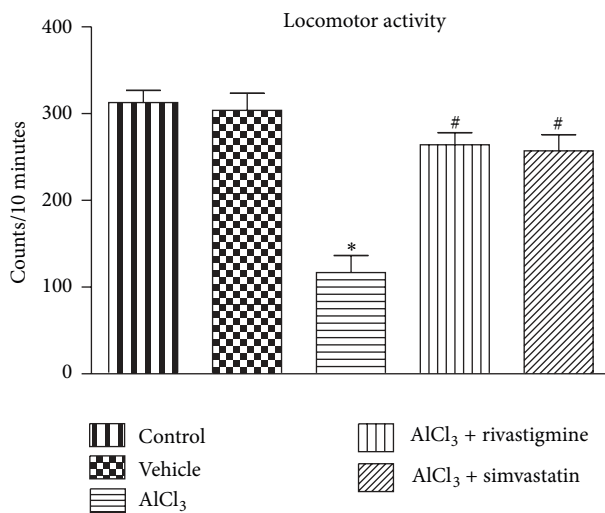 Locomotor activity
400
300
200
100
0
Counts/10 minutes
*
#
#
Control
Vehicle
AlCl₃
AlCl₃ + rivastigmine
AlCl₃ + simvastatin